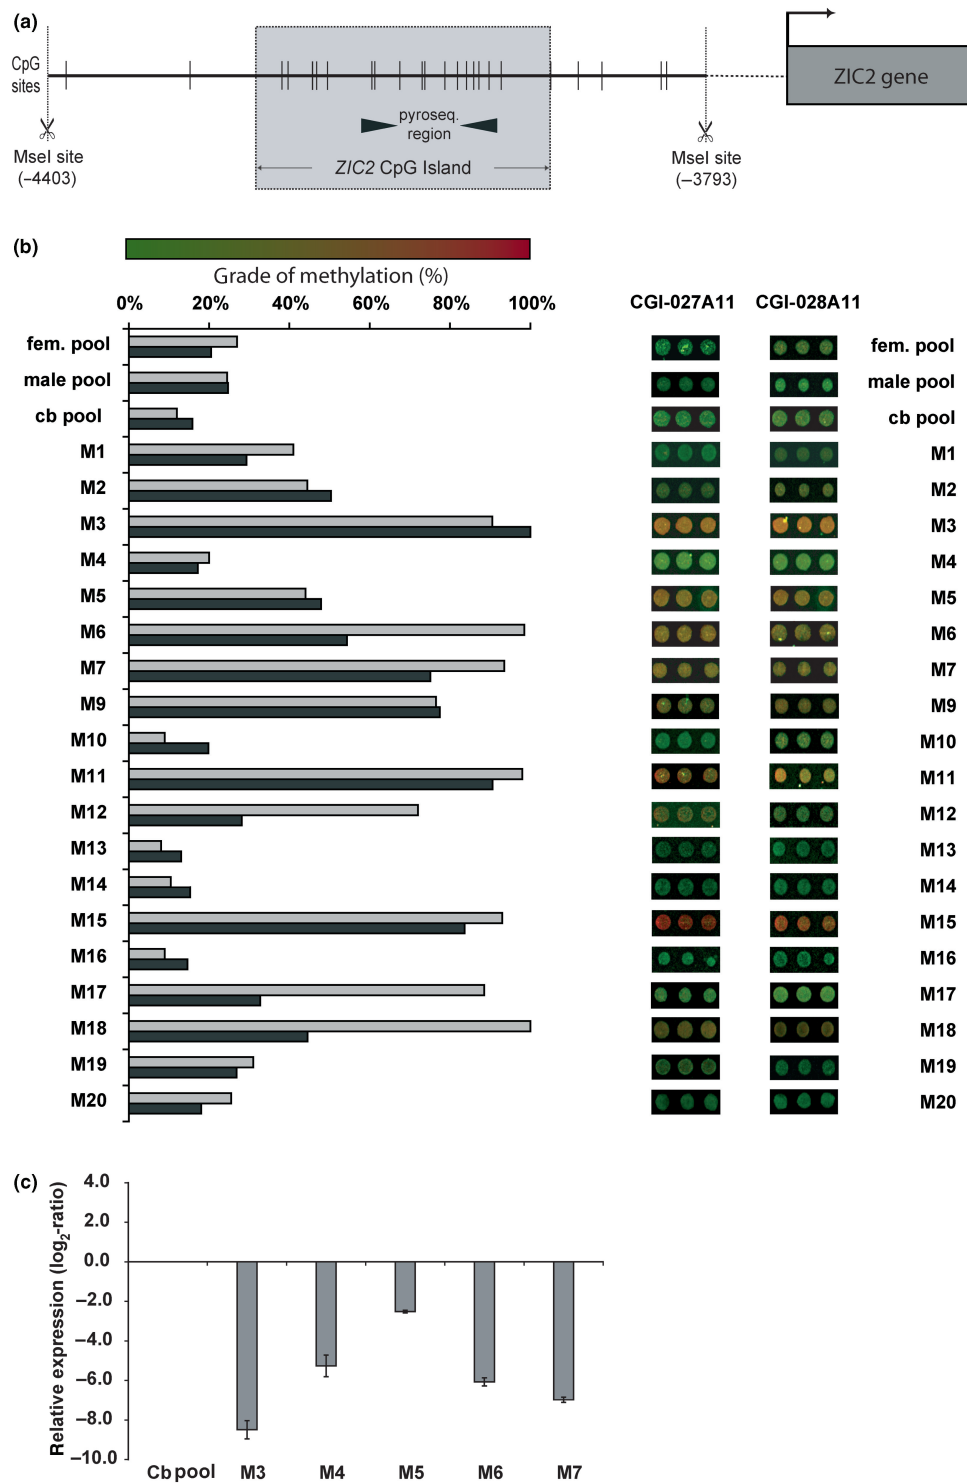 (a)
CpG
sites
MseI site
(–4403)
pyroseq.
region
ZIC2 CpG Island
MseI site
(–3793)
ZIC2 gene
(b)
Grade of methylation (%)
0% 20% 40% 60% 80% 100%
CGI-027A11 CGI-028A11
fem. pool fem. pool
male pool male pool
cb pool cb pool
M1 M1
M2 M2
M3 M3
M4 M4
M5 M5
M6 M6
M7 M7
M9 M9
M10 M10
M11 M11
M12 M12
M13 M13
M14 M14
M15 M15
M16 M16
M17 M17
M18 M18
M19 M19
M20 M20
(c)
Relative expression (log2-ratio)
4.0
2.0
0.0
–2.0
–4.0
–6.0
–8.0
–10.0
Cb pool M3 M4 M5 M6 M7